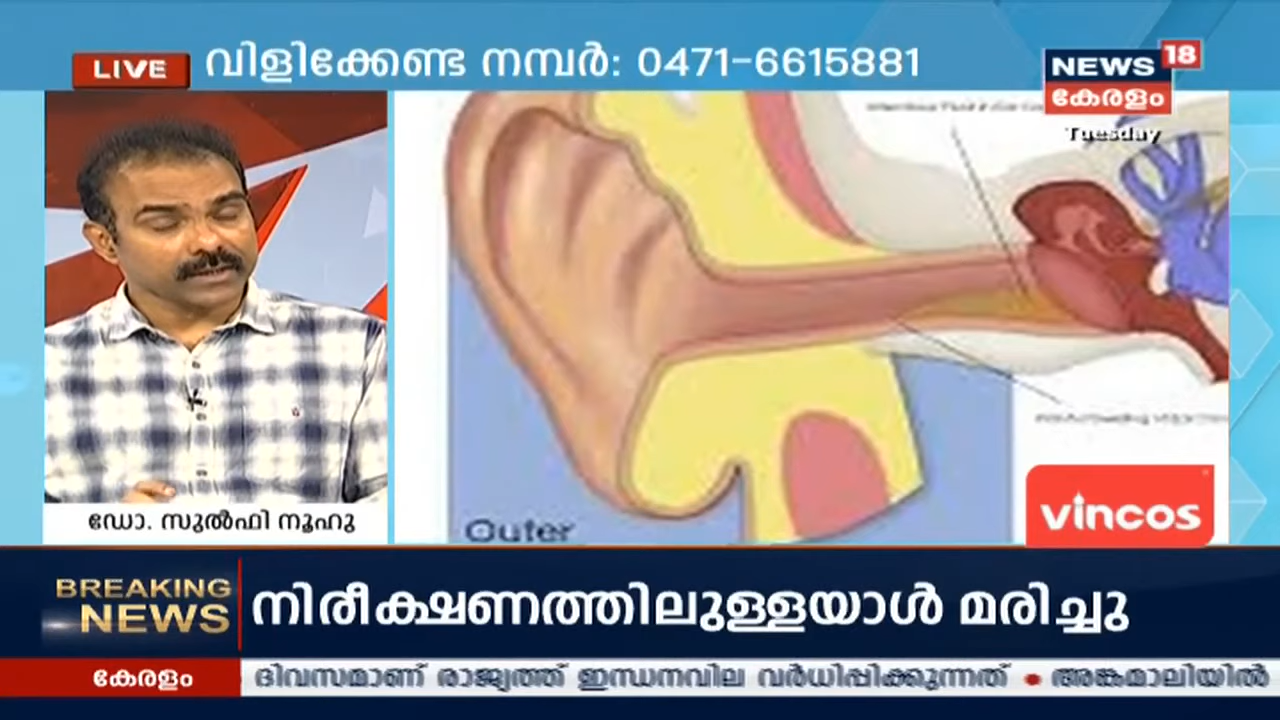 LIVE
വിളിക്കേണ്ട നമ്പർ: 0471-6615881
NEWS 18
കേരളം
Tuesday
Outer
vincos
ഡോ. സുൽഫി നൂഹു
BREAKING
NEWS
നിരീക്ഷണത്തിലുള്ളയാൾ മരിച്ചു
കേരളം
ദിവസമാണ് രാജ്യത്ത് ഇന്ധനവില വർധിപ്പിക്കുന്നത് • അങ്കമാലിയിൽ